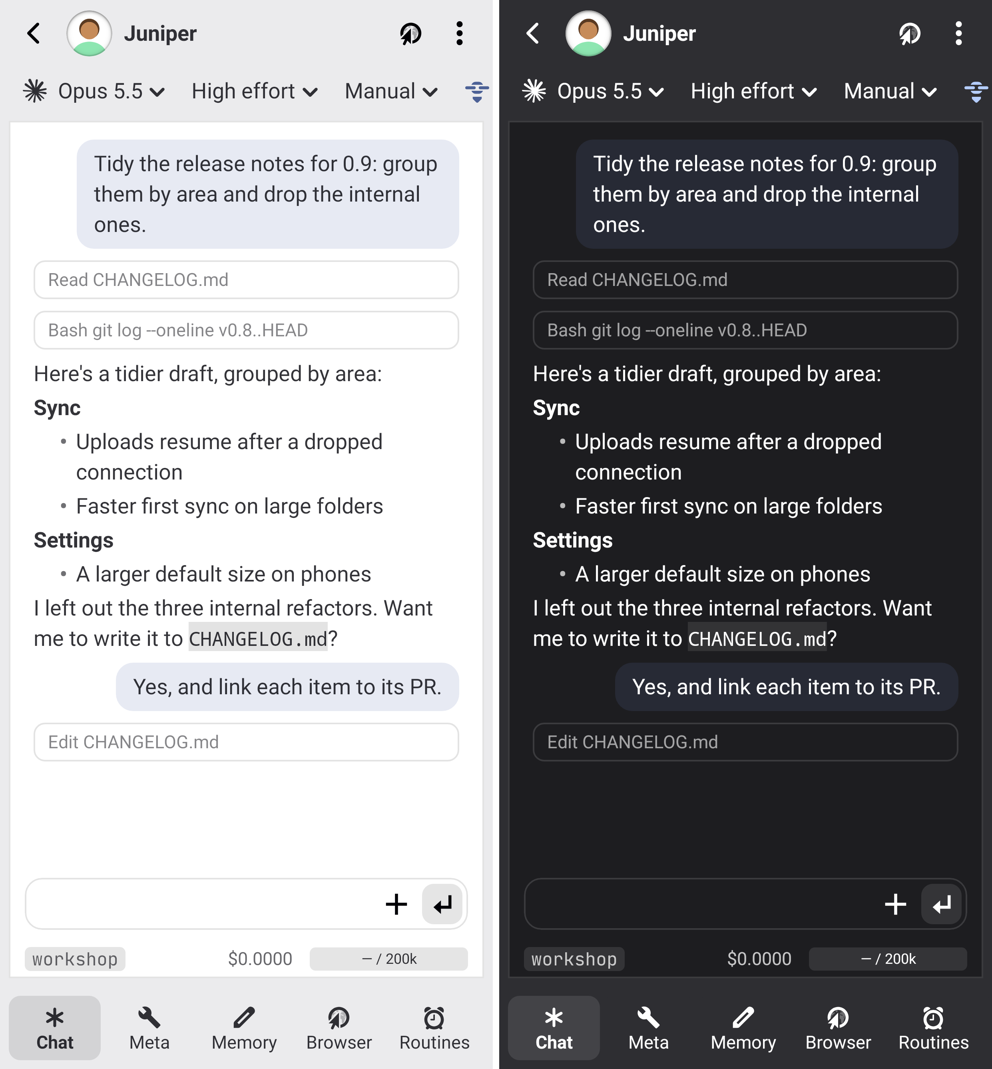 Juniper
Opus 5.5 High effort Manual
Tidy the release notes for 0.9: group
them by area and drop the internal
ones.
Read CHANGELOG.md
Bash git log --oneline v0.8..HEAD
Here's a tidier draft, grouped by area:
Sync
• Uploads resume after a dropped
connection
• Faster first sync on large folders
Settings
• A larger default size on phones
I left out the three internal refactors. Want
me to write it to CHANGELOG.md?
Yes, and link each item to its PR.
Edit CHANGELOG.md
workshop $0.0000 – / 200k
Chat Meta Memory Browser Routines
Juniper
Opus 5.5 High effort Manual
Tidy the release notes for 0.9: group
them by area and drop the internal
ones.
Read CHANGELOG.md
Bash git log --oneline v0.8..HEAD
Here's a tidier draft, grouped by area:
Sync
• Uploads resume after a dropped
connection
• Faster first sync on large folders
Settings
• A larger default size on phones
I left out the three internal refactors. Want
me to write it to CHANGELOG.md?
Yes, and link each item to its PR.
Edit CHANGELOG.md
workshop $0.0000 – / 200k
Chat Meta Memory Browser Routines